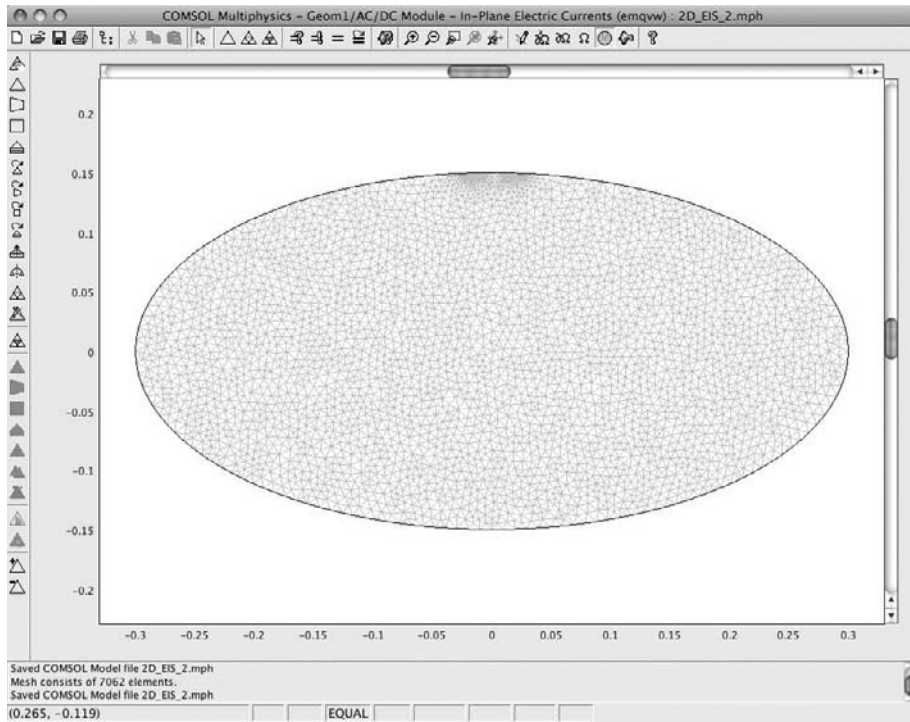 COMSOL Multiphysics - Geom1/AC/DC Module - In-Plane Electric Currents (emqvw) : 2D_EIS_2.mph
0.2
0.15
0.1
0.05
0
-0.05
-0.1
-0.15
-0.2
-0.3 -0.25 -0.2 -0.15 -0.1 -0.05 0 0.05 0.1 0.15 0.2 0.25 0.3
Saved COMSOL Model file 2D_EIS_2.mph
Mesh consists of 7062 elements.
Saved COMSOL Model file 2D_EIS_2.mph
(0.265, -0.119) EQUAL